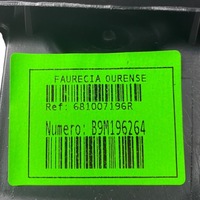 FAURECIA OURENSE
Ref: 681007196R
Numero: B9M196264